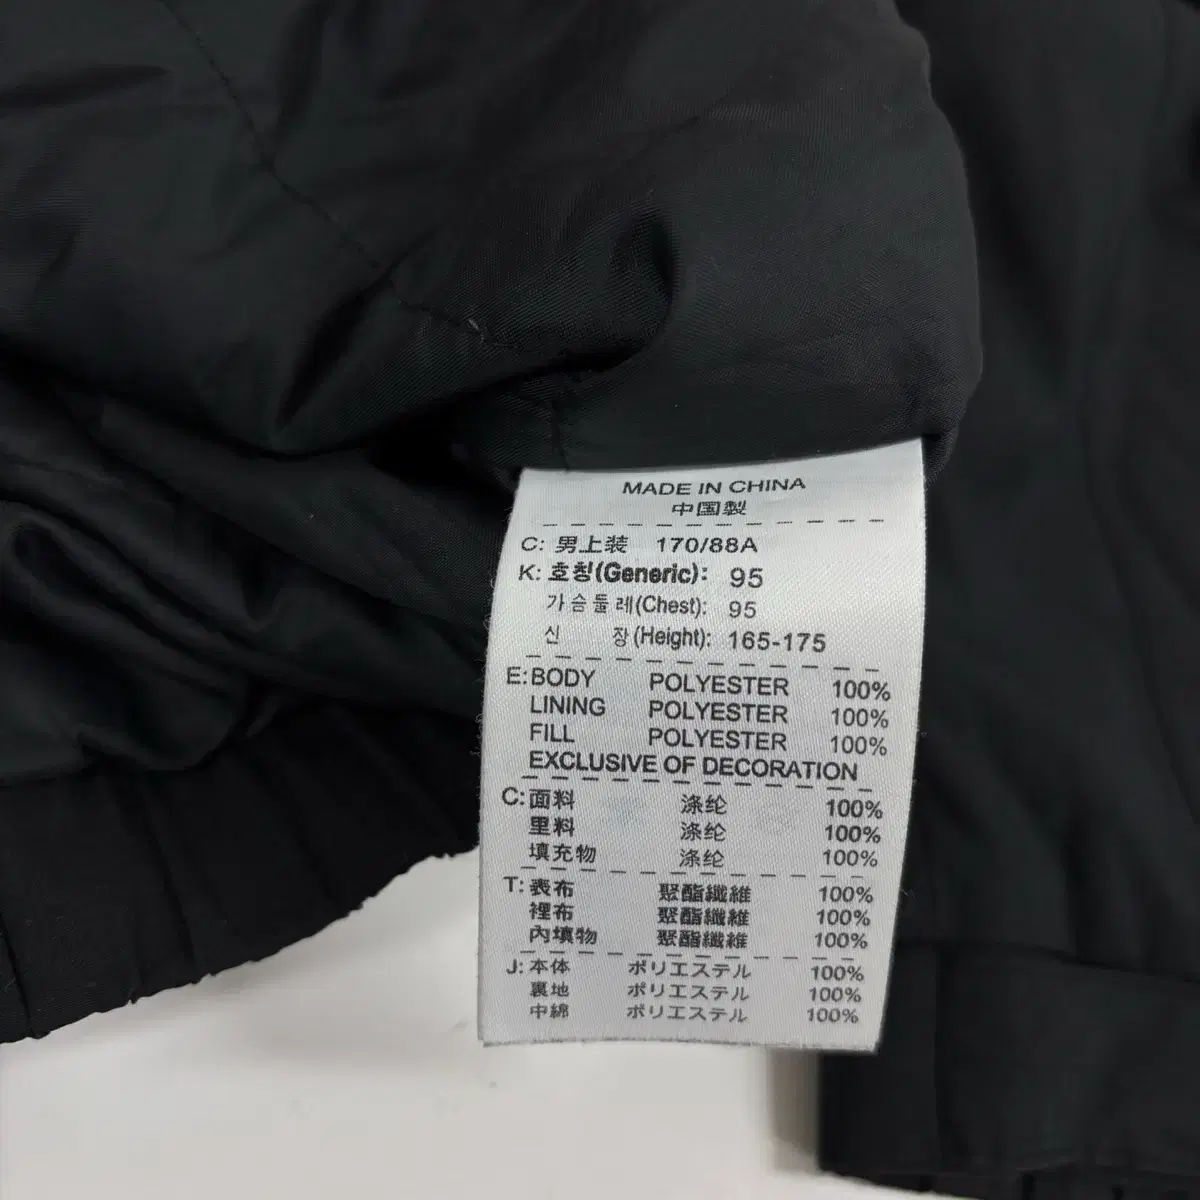 MADE IN CHINA
中国製
C: 男上装 170/88A
K: 호칭(Generic): 95
가슴둘레(Chest): 95
신 장(Height): 165-175
E: BODY POLYESTER 100%
LINING POLYESTER 100%
FILL POLYESTER 100%
EXCLUSIVE OF DECORATION
C: 面料 涤纶 100%
里料 涤纶 100%
填充物 涤纶 100%
T: 表布 聚酯纖維 100%
裡布 聚酯纖維 100%
內填物 聚酯纖維 100%
J: 本体 ポリエステル 100%
裏地 ポリエステル 100%
中綿 ポリエステル 100%